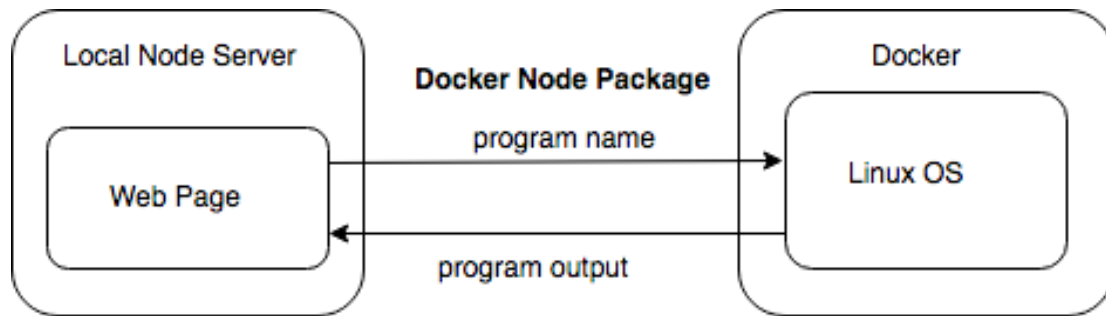 Local Node Server
Docker
Docker Node Package
program name
Web Page
Linux OS
program output